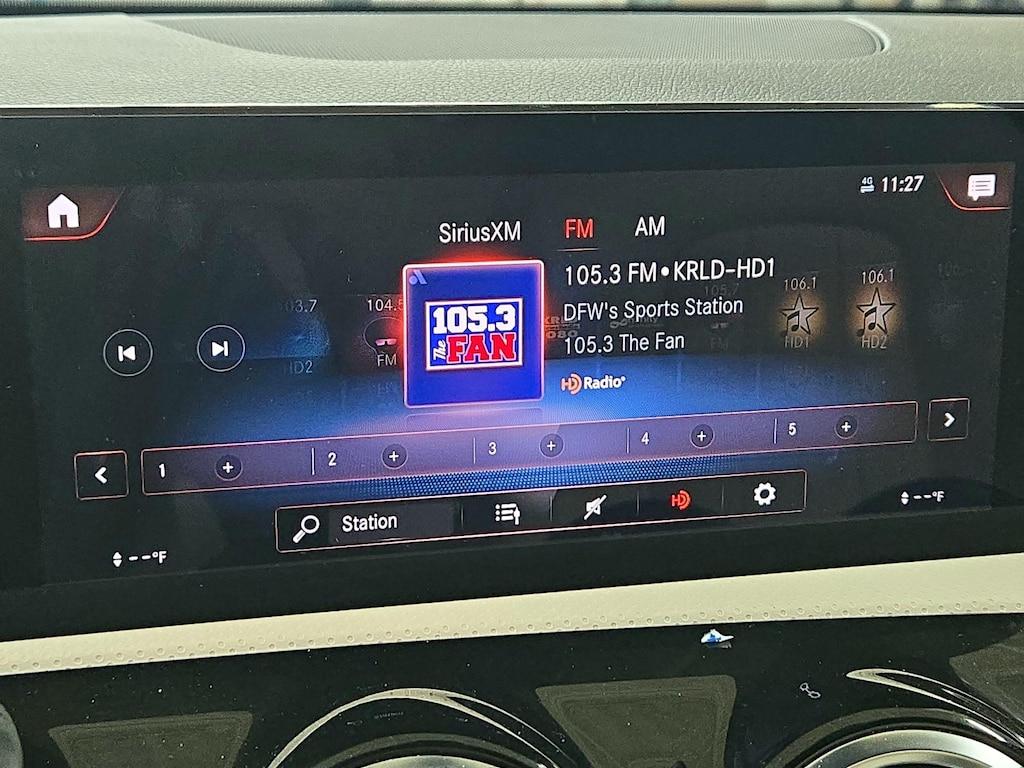 4G 11:27
SiriusXM FM AM
105.3 FM•KRLD-HD1
DFW's Sports Station
105.3 The Fan
HD Radio
105.3
The FAN
03.7
HD2
104.5
FM
105.7
FM
106.1
HD1
106.1
HD2
1 + 2 + 3 + 4 + 5 +
Station
HD
--°F
--°F